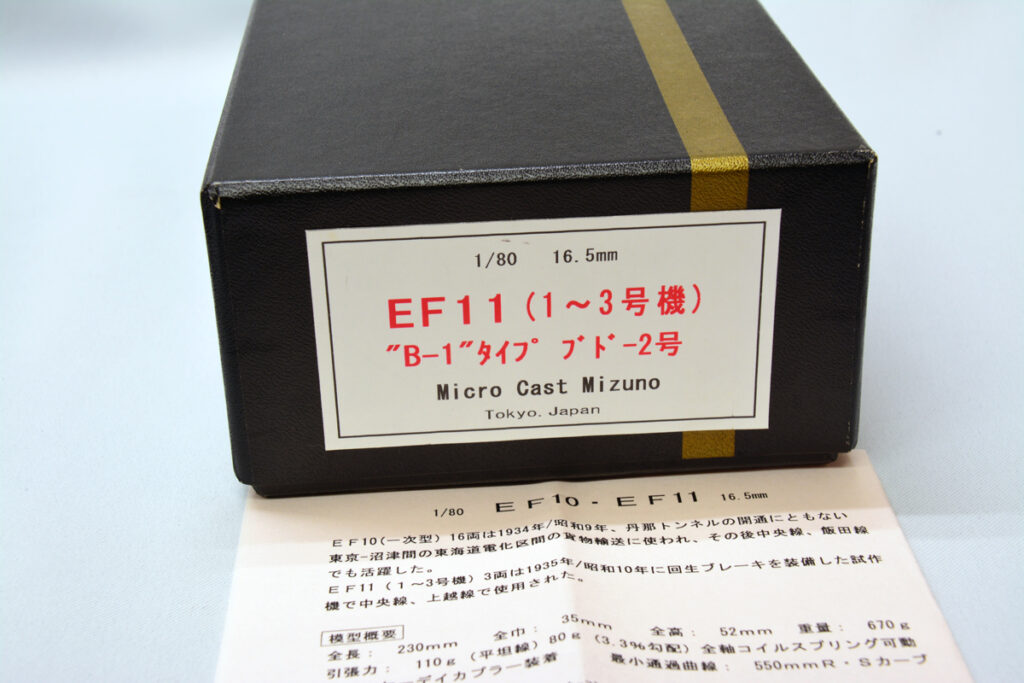 1/80 16.5mm
EF11(1～3号機)
"B-1"ﾀｲﾌﾟ ﾌﾞﾄﾞｰ2号
Micro Cast Mizuno
Tokyo.Japan
1/80 EF10-EF11 16.5mm
EF10(一次型) 16両は1934年/昭和9年、丹那トンネルの開通にともない
東京-沼津間の東海道電化区間の貨物輸送に使われ、その後中央線、飯田線
でも活躍した。
EF11 (1～3号機) 3両は1935年/昭和10年に回生ブレーキを装備した試作
機で中央線、上越線で使用された。
模型概要
全長: 230mm 全巾: 35mm 全高: 52mm 重量: 670g
引張力: 110g (平坦線) 80g (3.3%勾配) 全軸コイルスプリング可動
ーデイカプラー装着 最小通過曲線: 550mmR・Sカーブ